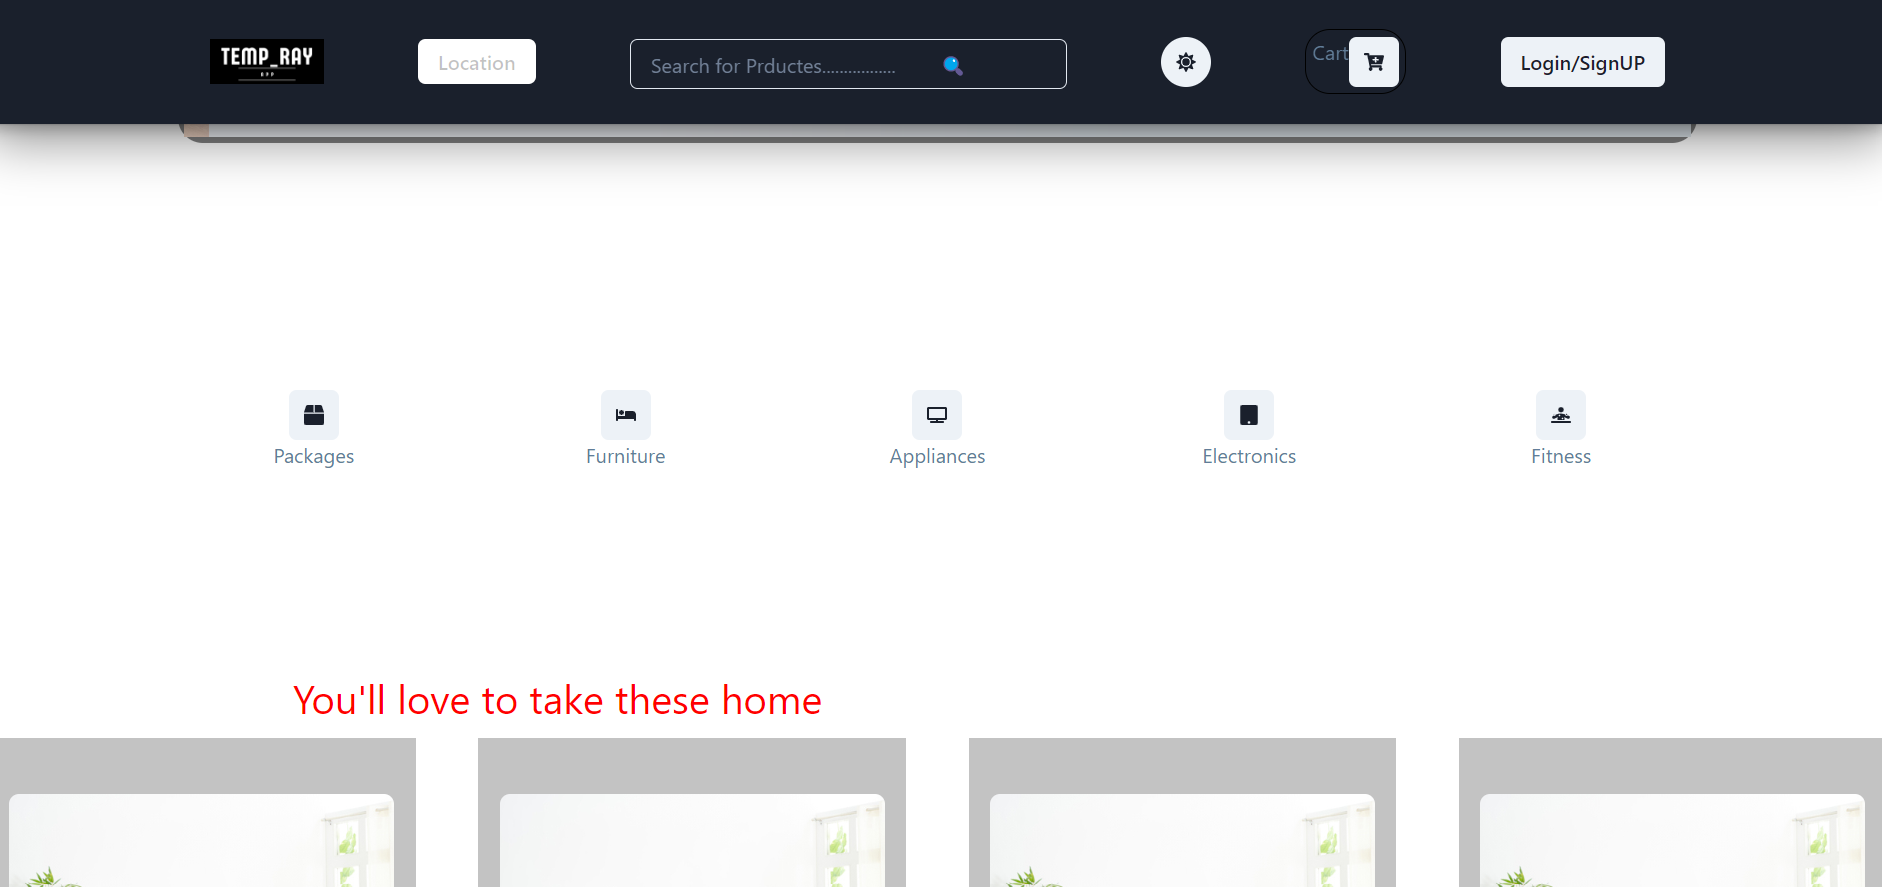 TEMP_RAY
APP
Location
Search for Prductes.................
Cart
Login/SignUP
Packages
Furniture
Appliances
Electronics
Fitness
You'll love to take these home